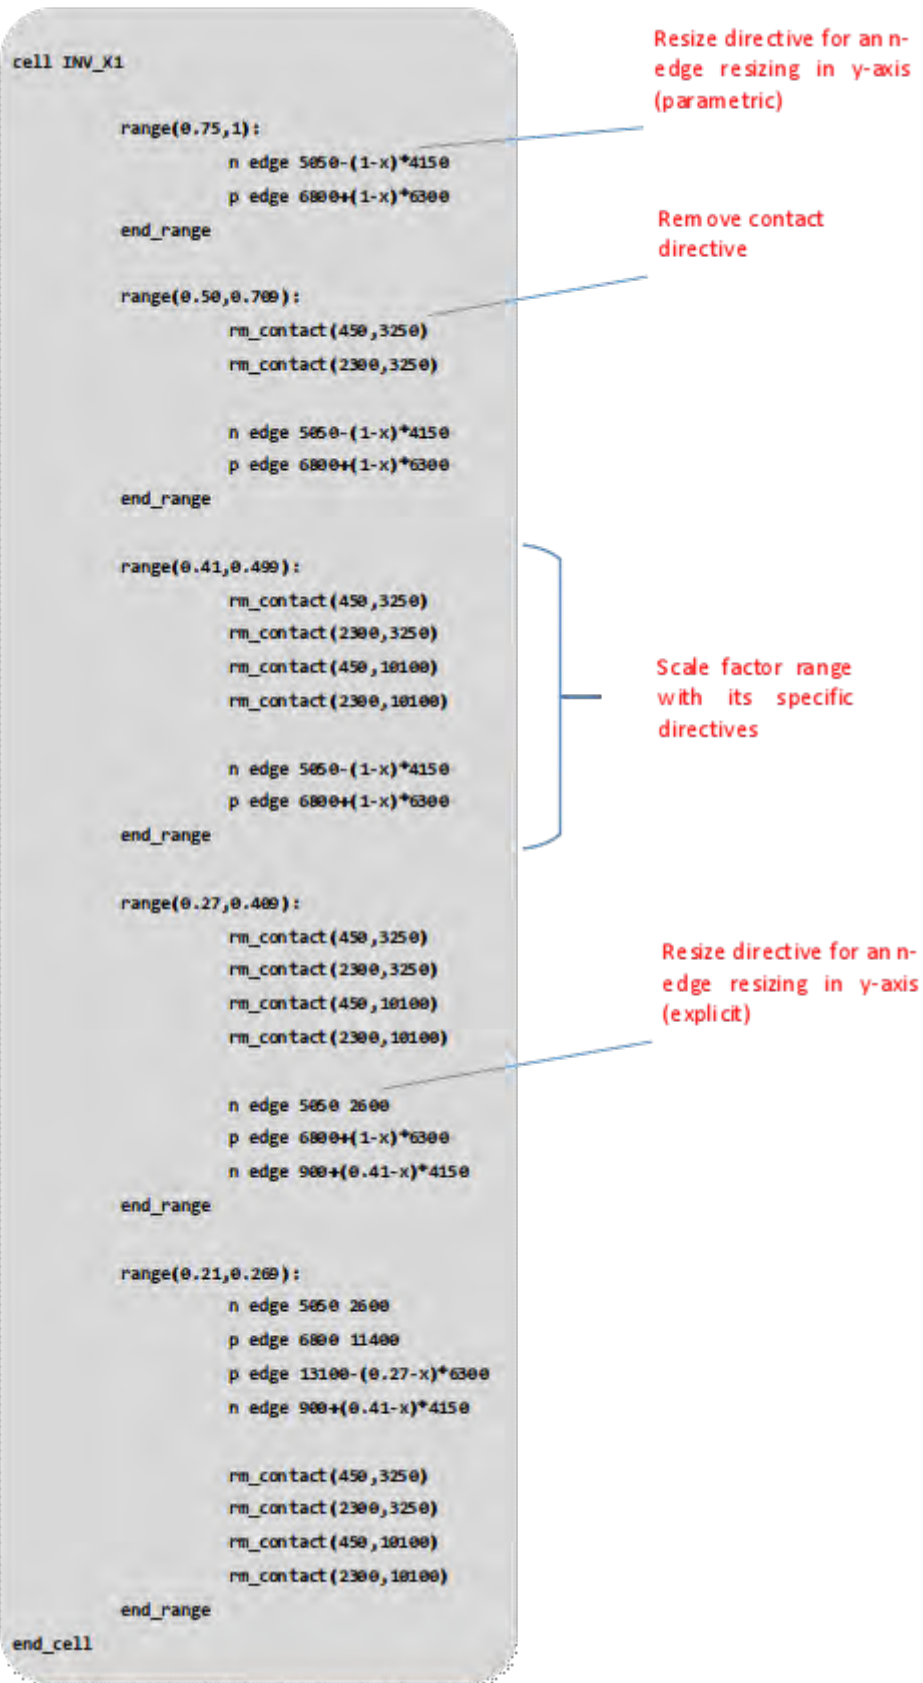 cell INV_X1
range(0.75,1):
n edge 5050-(1-x)*4150
p edge 6800+(1-x)*6300
end_range
range(0.50,0.709):
rm_contact(450,3250)
rm_contact(2300,3250)
n edge 5050-(1-x)*4150
p edge 6800+(1-x)*6300
end_range
range(0.41,0.499):
rm_contact(450,3250)
rm_contact(2300,3250)
rm_contact(450,10100)
rm_contact(2300,10100)
n edge 5050-(1-x)*4150
p edge 6800+(1-x)*6300
end_range
range(0.27,0.409):
rm_contact(450,3250)
rm_contact(2300,3250)
rm_contact(450,10100)
rm_contact(2300,10100)
n edge 5050 2600
p edge 6800+(1-x)*6300
n edge 900+(0.41-x)*4150
end_range
range(0.21,0.269):
n edge 5050 2600
p edge 6800 11400
p edge 13100-(0.27-x)*6300
n edge 900+(0.41-x)*4150
rm_contact(450,3250)
rm_contact(2300,3250)
rm_contact(450,10100)
rm_contact(2300,10100)
end_range
end_cell
Resize directive for an n-
edge resizing in y-axis
(parametric)
Remove contact
directive
Scale factor range
with its specific
directives
Resize directive for an n-
edge resizing in y-axis
(explicit)